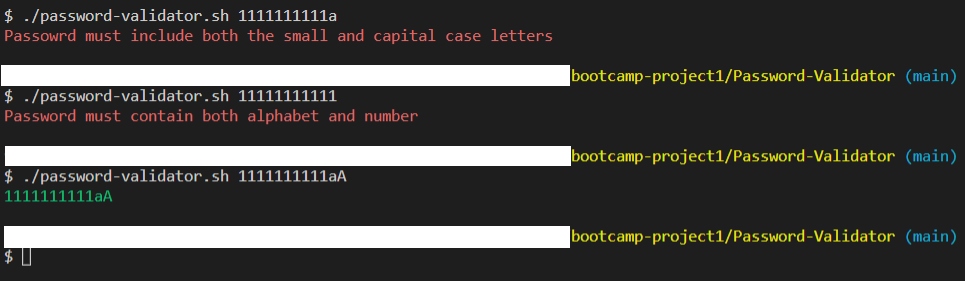 $ ./password-validator.sh 1111111111a
Passowrd must include both the small and capital case letters
bootcamp-project1/Password-Validator (main)
$ ./password-validator.sh 11111111111
Password must contain both alphabet and number
bootcamp-project1/Password-Validator (main)
$ ./password-validator.sh 1111111111aA
1111111111aA
bootcamp-project1/Password-Validator (main)
$